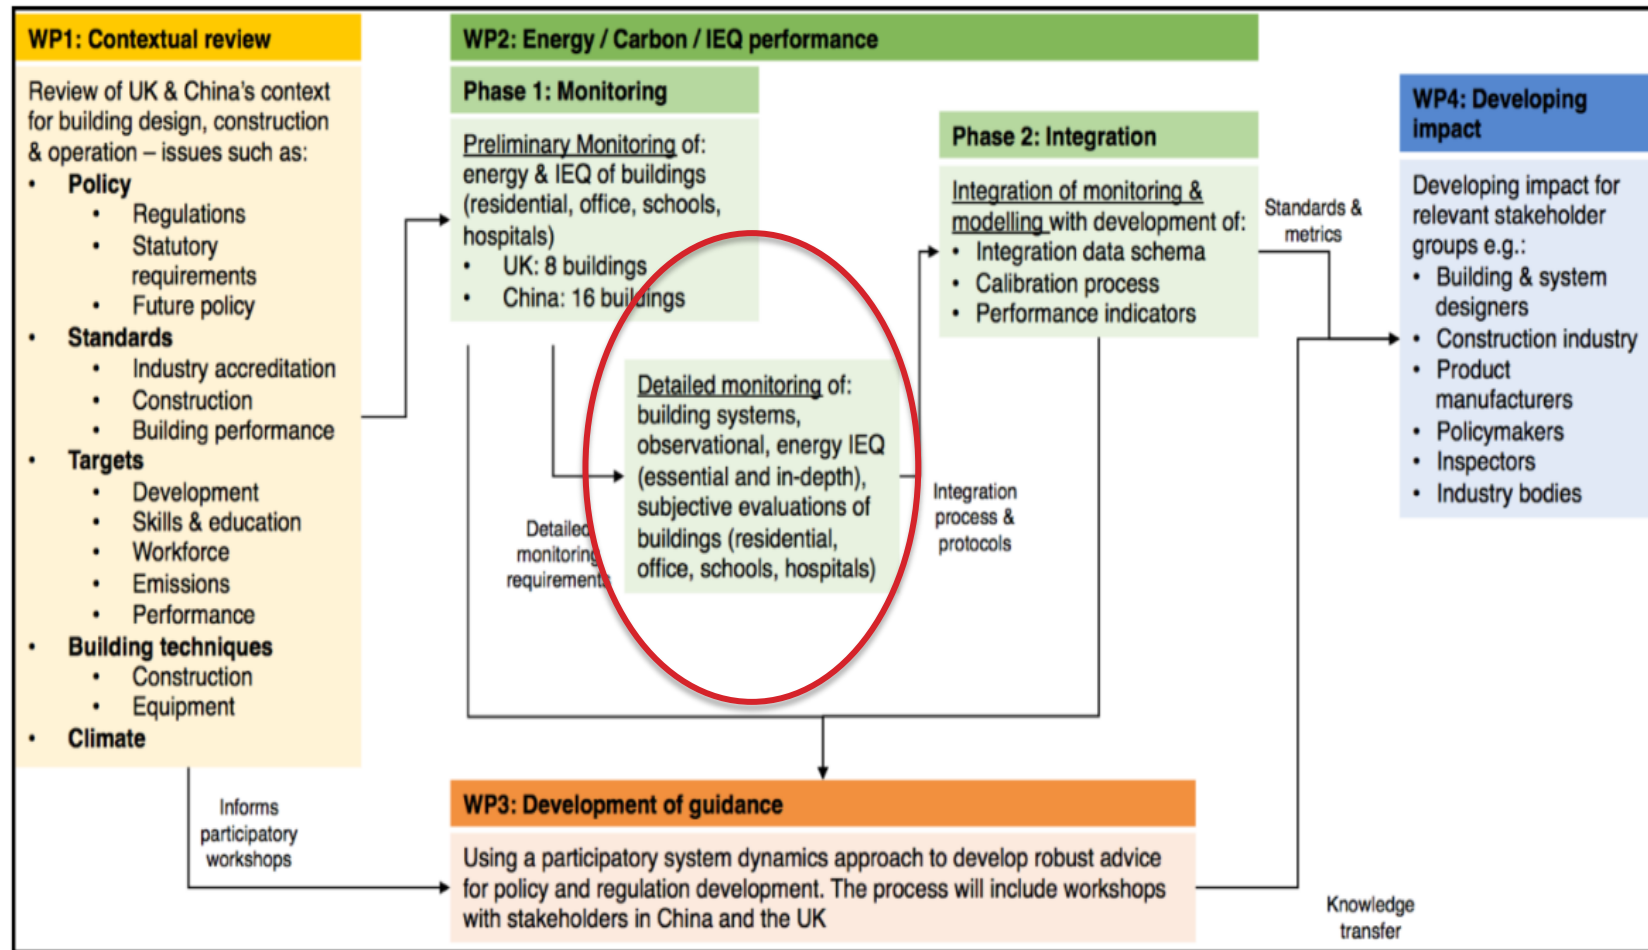 WP1: Contextual review
Review of UK & China's context
for building design, construction
& operation – issues such as:
• Policy
• Regulations
• Statutory
requirements
• Future policy
• Standards
• Industry accreditation
• Construction
• Building performance
• Targets
• Development
• Skills & education
• Workforce
• Emissions
• Performance
• Building techniques
• Construction
• Equipment
• Climate
WP2: Energy / Carbon / IEQ performance
Phase 1: Monitoring
Preliminary Monitoring of:
energy & IEQ of buildings
(residential, office, schools,
hospitals)
• UK: 8 buildings
• China: 16 buildings
Detailed
monitoring
requirements
Detailed monitoring of:
building systems,
observational, energy IEQ
(essential and in-depth),
subjective evaluations of
buildings (residential,
office, schools, hospitals)
Integration
process &
protocols
Phase 2: Integration
Integration of monitoring &
modelling with development of:
• Integration data schema
• Calibration process
• Performance indicators
Standards &
metrics
WP4: Developing
impact
Developing impact for
relevant stakeholder
groups e.g.:
• Building & system
designers
• Construction industry
• Product
manufacturers
• Policymakers
• Inspectors
• Industry bodies
Informs
participatory
workshops
WP3: Development of guidance
Using a participatory system dynamics approach to develop robust advice
for policy and regulation development. The process will include workshops
with stakeholders in China and the UK
Knowledge
transfer